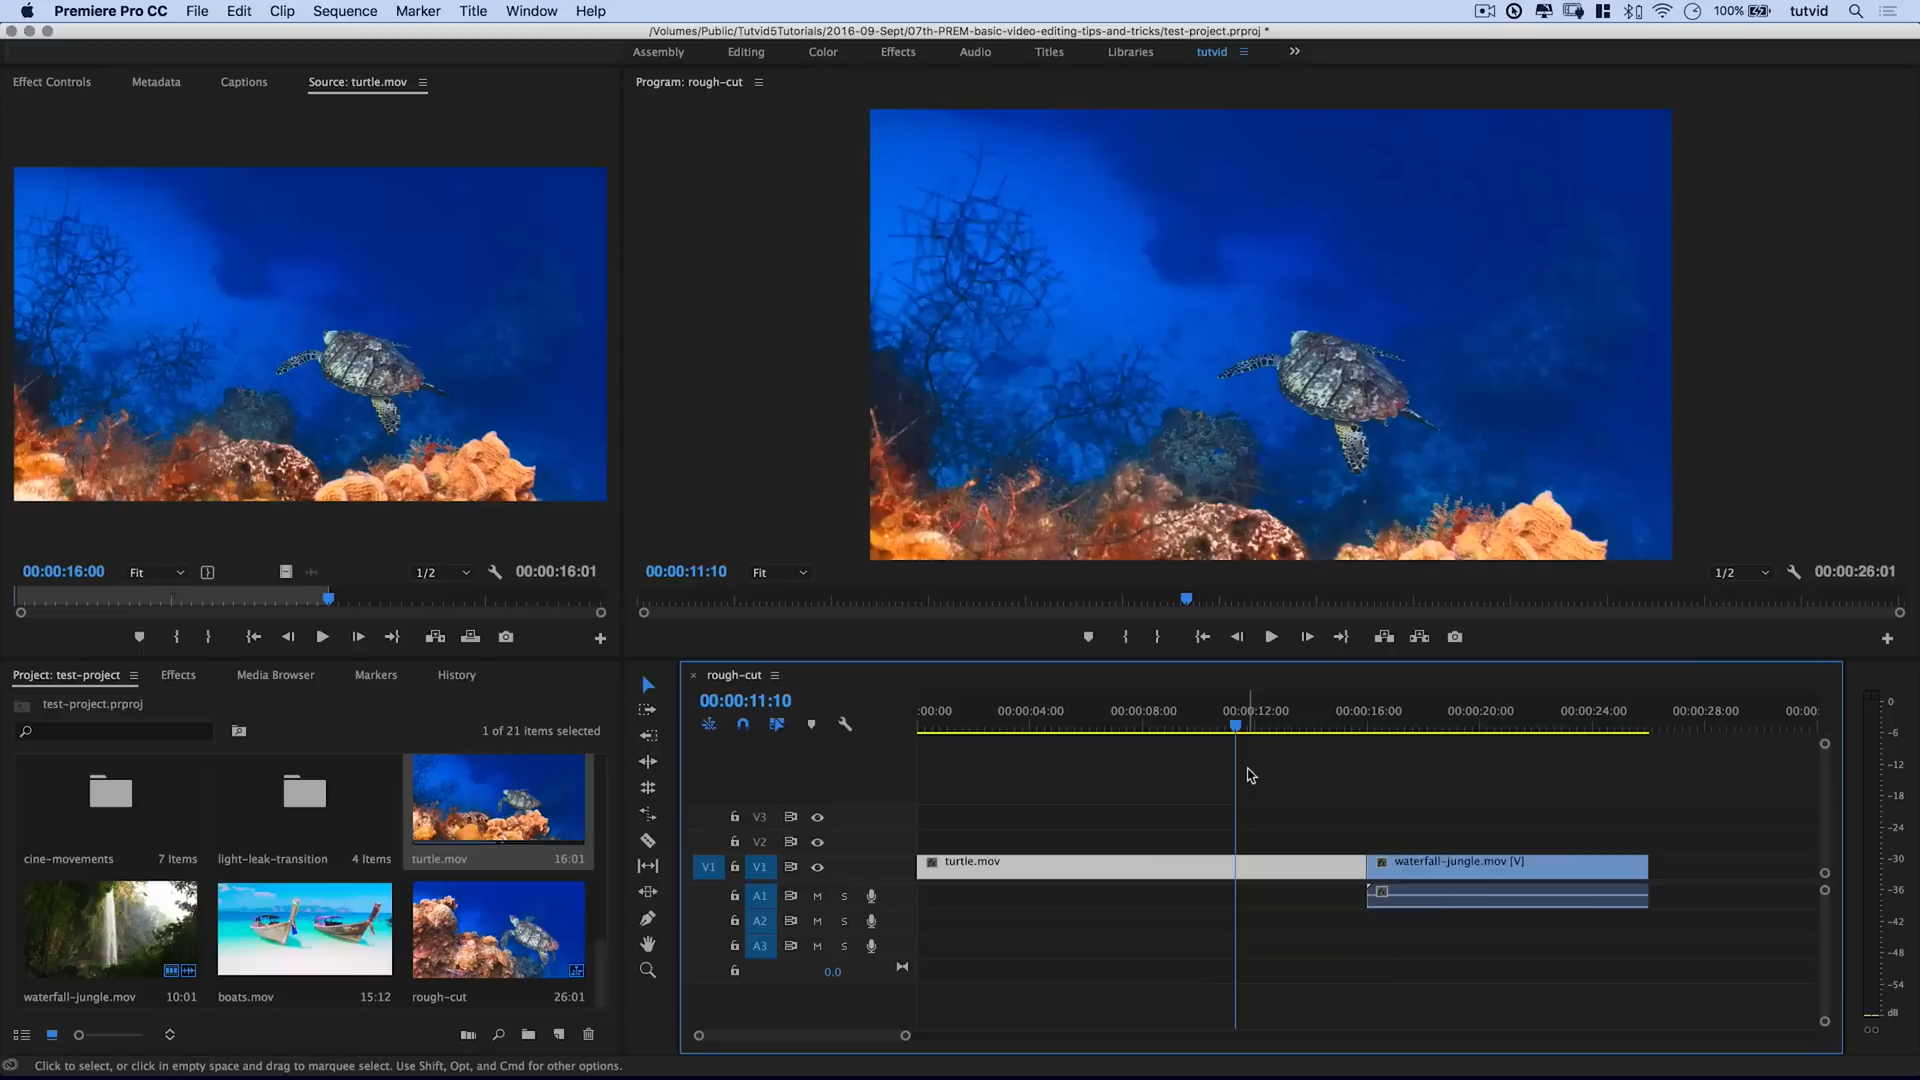 Premiere Pro CC File Edit Clip Sequence Marker Title Window Help 100% tutvid
/Volumes/Public/Tutvid5Tutorials/2016-09-Sept/07th-PREM-basic-video-editing-tips-and-tricks/test-project.prproj *
Assembly Editing Color Effects Audio Titles Libraries tutvid
Effect Controls Metadata Captions Source: turtle.mov
Program: rough-cut
00:00:16:00 Fit 1/2 00:00:16:01
00:00:11:10 Fit 1/2 00:00:26:01
Project: test-project Effects Media Browser Markers History
test-project.prproj
1 of 21 items selected
cine-movements 7 Items
light-leak-transition 4 Items
turtle.mov 16:01
waterfall-jungle.mov 10:01
boats.mov 15:12
rough-cut 26:01
rough-cut
00:00:11:10
:00:00 00:00:04:00 00:00:08:00 00:00:12:00 00:00:16:00 00:00:20:00 00:00:24:00 00:00:28:00 00:00:
V3
V2
V1 V1 turtle.mov waterfall-jungle.mov [V]
A1 M S
A2 M S
A3 M S
0.0
0
-6
-12
-18
-24
-30
-36
-42
-48
-54
dB
Click to select, or click in empty space and drag to marquee select. Use Shift, Opt, and Cmd for other options.